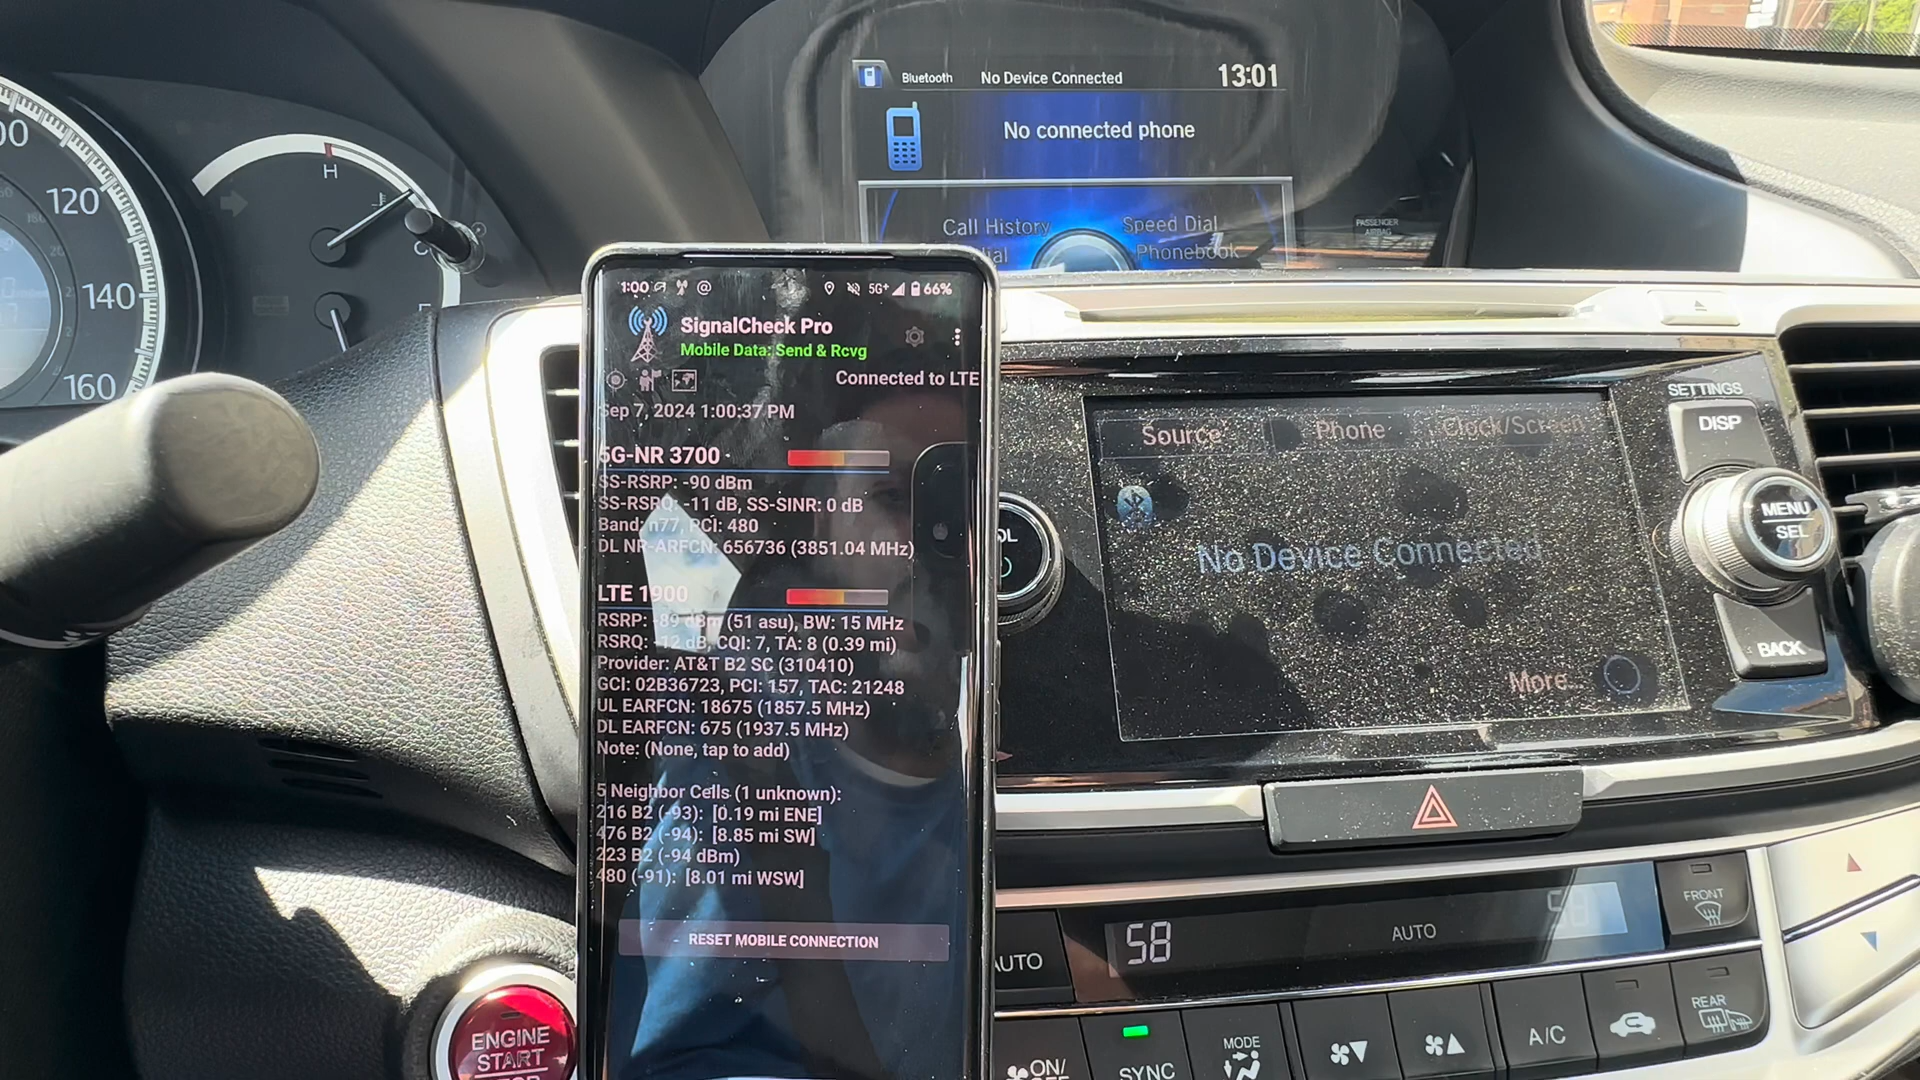 Bluetooth No Device Connected 13:01
No connected phone
Call History Speed Dial
Phonebook
PASSENGER
AIRBAG
120
140
160
H
C
1:00 @ 5G+ 66%
SignalCheck Pro
Mobile Data: Send & Rcvg
Connected to LTE
Sep 7, 2024 1:00:37 PM
5G-NR 3700
SS-RSRP: -90 dBm
SS-RSRQ: -11 dB, SS-SINR: 0 dB
Band: n77, PCI: 480
DL NR-ARFCN: 656736 (3851.04 MHz)
LTE 1900
RSRP: -89 dBm (51 asu), BW: 15 MHz
RSRQ: -12 dB, CQI: 7, TA: 8 (0.39 mi)
Provider: AT&T B2 SC (310410)
GCI: 02B36723, PCI: 157, TAC: 21248
UL EARFCN: 18675 (1857.5 MHz)
DL EARFCN: 675 (1937.5 MHz)
Note: (None, tap to add)
5 Neighbor Cells (1 unknown):
216 B2 (-93): [0.19 mi ENE]
476 B2 (-94): [8.85 mi SW]
223 B2 (-94 dBm)
480 (-91): [8.01 mi WSW]
RESET MOBILE CONNECTION
Source Phone Clock/Screen
No Device Connected
More
SETTINGS
DISP
MENU
SEL
BACK
58 AUTO 58
FRONT
AUTO
REAR
ON/
SYNC
MODE
A/C
ENGINE
START